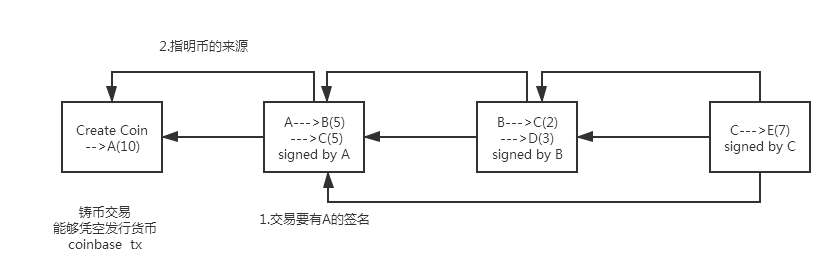 2.指明币的来源
Create Coin
-->A(10)
A--->B(5)
--->C(5)
signed by A
B--->C(2)
--->D(3)
signed by B
C--->E(7)
signed by C
铸币交易
能够凭空发行货币
coinbase tx
1.交易要有A的签名